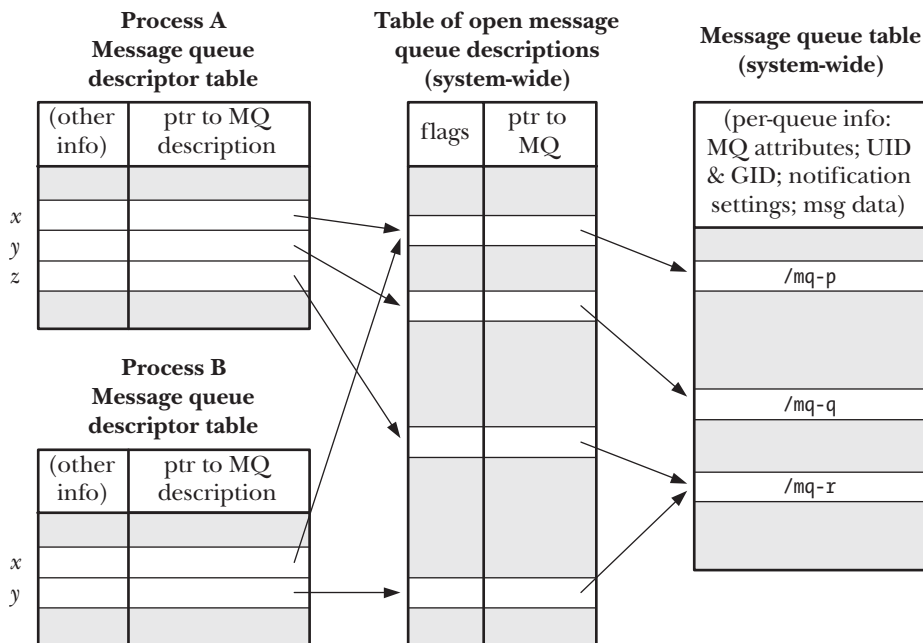 Process A
Message queue
descriptor table
(other
info)
ptr to MQ
description
x
y
z
Process B
Message queue
descriptor table
(other
info)
ptr to MQ
description
x
y
Table of open message
queue descriptions
(system-wide)
flags
ptr to
MQ
Message queue table
(system-wide)
(per-queue info:
MQ attributes; UID
& GID; notification
settings; msg data)
/mq-p
/mq-q
/mq-r